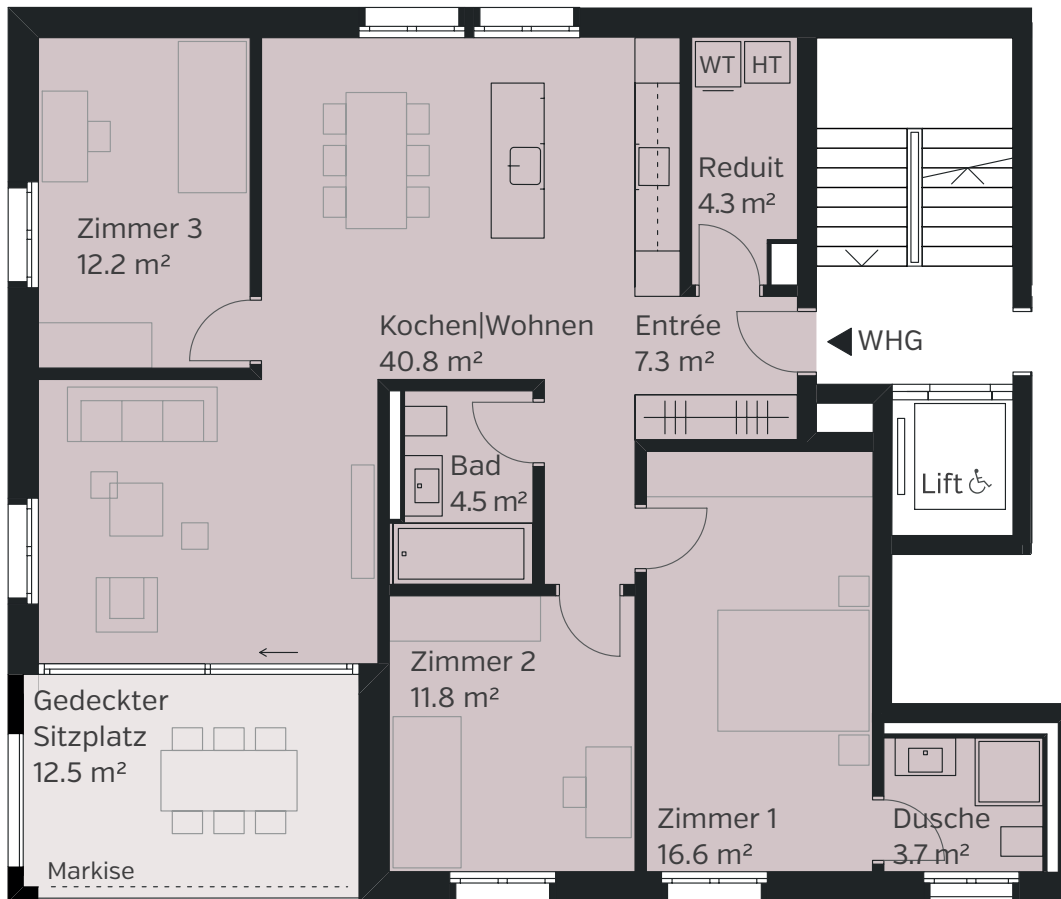 WT HT
Reduit
4.3 m²
Zimmer 3
12.2 m²
Kochen|Wohnen
40.8 m²
Entrée
7.3 m²
WHG
Bad
4.5 m²
Lift
Zimmer 2
11.8 m²
Gedeckter
Sitzplatz
12.5 m²
Zimmer 1
16.6 m²
Dusche
3.7 m²
Markise